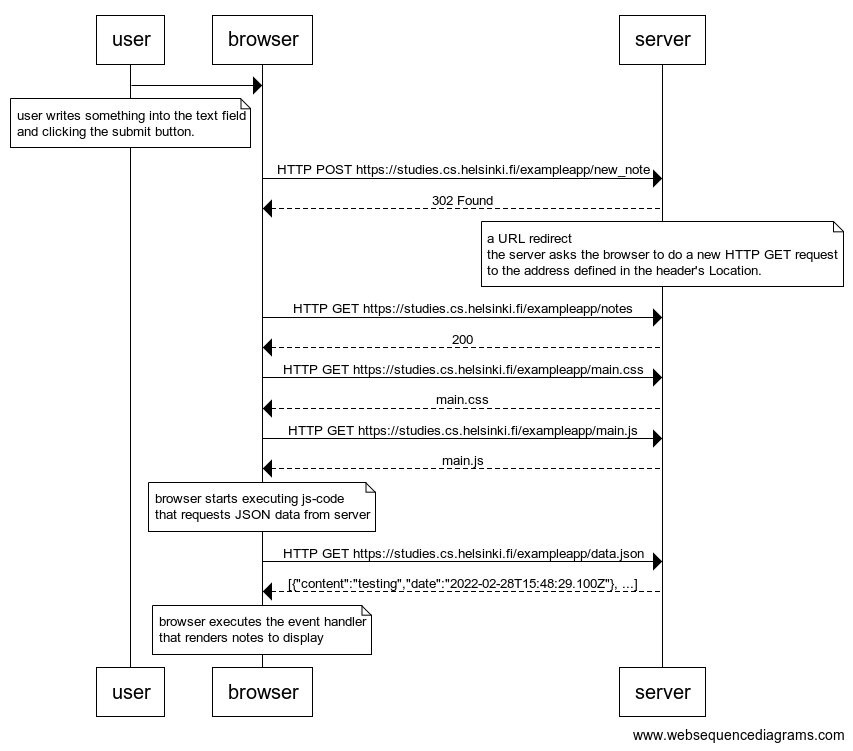 user
browser
server
user writes something into the text field
and clicking the submit button.
HTTP POST https://studies.cs.helsinki.fi/exampleapp/new_note
302 Found
a URL redirect
the server asks the browser to do a new HTTP GET request
to the address defined in the header's Location.
HTTP GET https://studies.cs.helsinki.fi/exampleapp/notes
200
HTTP GET https://studies.cs.helsinki.fi/exampleapp/main.css
main.css
HTTP GET https://studies.cs.helsinki.fi/exampleapp/main.js
main.js
browser starts executing js-code
that requests JSON data from server
HTTP GET https://studies.cs.helsinki.fi/exampleapp/data.json
[{"content":"testing","date":"2022-02-28T15:48:29.100Z"}, ...]
browser executes the event handler
that renders notes to display
user
browser
server
www.websequencediagrams.com